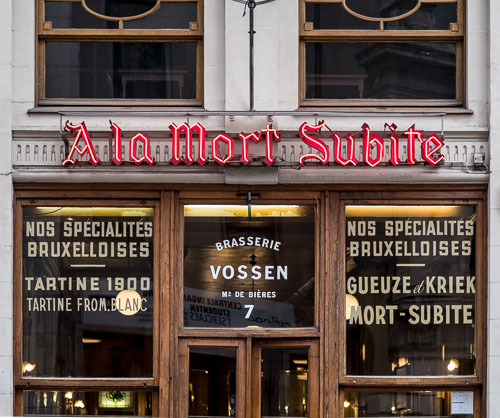 A la Mort Subite
NOS SPÉCIALITÉS
BRUXELLOISES
TARTINE 1900
TARTINE FROM. BLANC
BRASSERIE
VOSSEN
Md DE BIÈRES
7
NOS SPÉCIALITÉS
BRUXELLOISES
GUEUZE et KRIEK
MORT-SUBITE